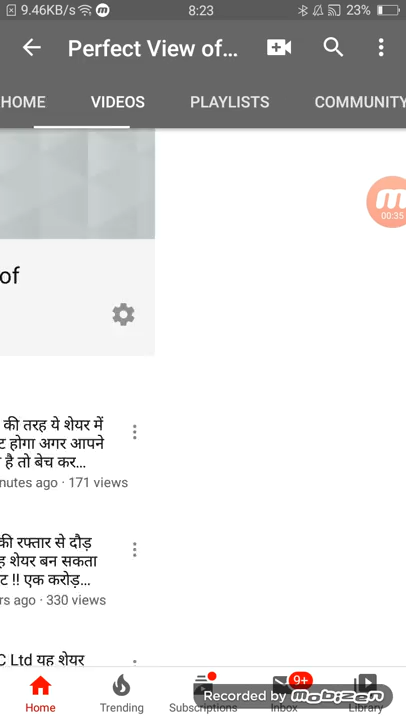 9.46KB/s 8:23 23%
Perfect View of...
HOME VIDEOS PLAYLISTS COMMUNITY
00:35
of
की तरह ये शेयर में
होगा अगर आपने
है तो बेच कर...
ago · 171 views
की रफ्तार से दौड़
शेयर बन सकता
!! एक करोड़...
ago · 330 views
Ltd यह शेयर
9+
Home Trending Subscriptions Inbox Library
Recorded by mobizen